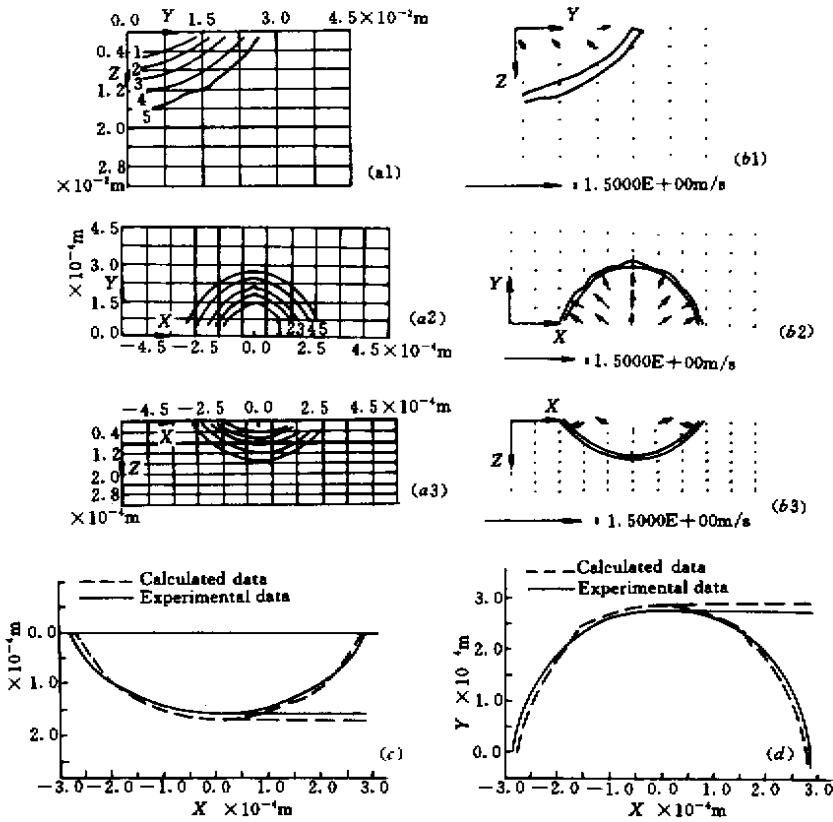 0.0 Y 1.5 3.0 4.5×10⁻²m
0.4 1
Z 2
3
1.2
4
5
2.0
2.8
×10⁻²m
(a1)
Y
Z
(b1)
1.5000E+00m/s
4.5
×10⁻⁴m
3.0
Y
1.5
X
0.0
2345
(a2)
−4.5 −2.5 0.0 2.5 4.5×10⁻⁴m
Y
X
(b2)
1.5000E+00m/s
−4.5 −2.5 0.0 2.5 4.5×10⁻⁴m
0.4 X
1.2
2.0 Z
2.8
×10⁻⁴m
(a3)
X
Z
(b3)
1.5000E+00m/s
Calculated data
Experimental data
0.0
×10⁻⁴m
1.0
2.0
(c)
−3.0 −2.0 −1.0 0.0 1.0 2.0 3.0
X ×10⁻⁴m
Calculated data
Experimental data
3.0
Y ×10⁻⁴m
2.0
1.0
0.0
(d)
−3.0 −2.0 −1.0 0.0 1.0 2.0 3.0
X ×10⁻⁴m